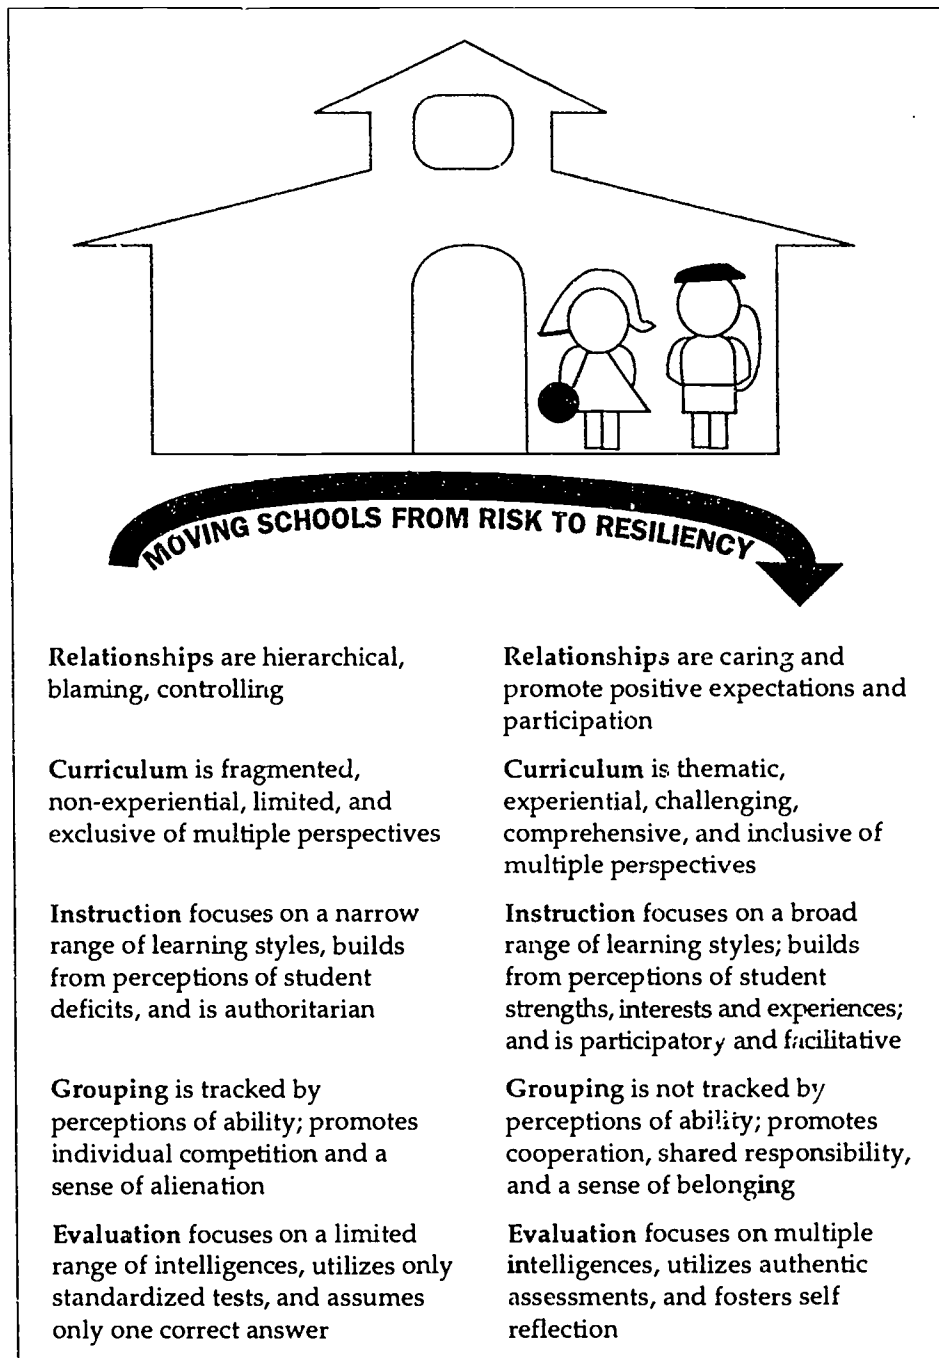 MOVING SCHOOLS FROM RISK TO RESILIENCY
Relationships are hierarchical,
blaming, controlling
Relationships are caring and
promote positive expectations and
participation
Curriculum is fragmented,
non-experiential, limited, and
exclusive of multiple perspectives
Curriculum is thematic,
experiential, challenging,
comprehensive, and inclusive of
multiple perspectives
Instruction focuses on a narrow
range of learning styles, builds
from perceptions of student
deficits, and is authoritarian
Instruction focuses on a broad
range of learning styles; builds
from perceptions of student
strengths, interests and experiences;
and is participatory and facilitative
Grouping is tracked by
perceptions of ability; promotes
individual competition and a
sense of alienation
Grouping is not tracked by
perceptions of ability; promotes
cooperation, shared responsibility,
and a sense of belonging
Evaluation focuses on a limited
range of intelligences, utilizes only
standardized tests, and assumes
only one correct answer
Evaluation focuses on multiple
intelligences, utilizes authentic
assessments, and fosters self
reflection